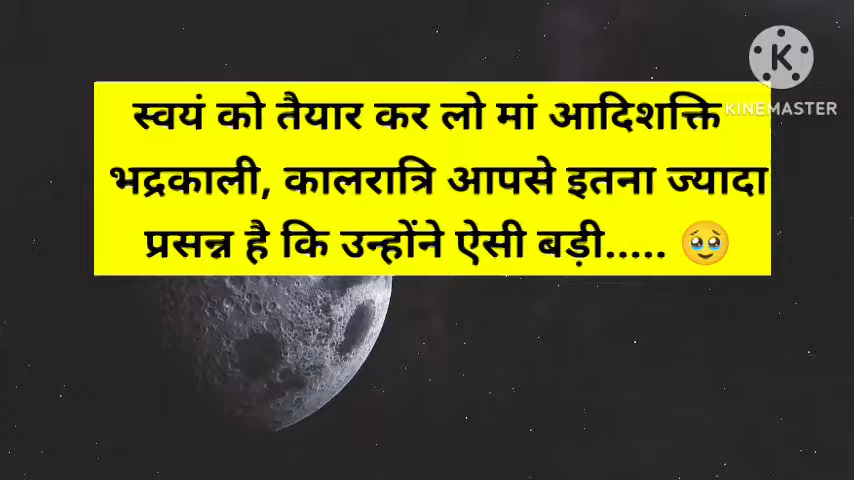 स्वयं को तैयार कर लो मां आदिशक्ति
भद्रकाली, कालरात्रि आपसे इतना ज्यादा
प्रसन्न है कि उन्होंने ऐसी बड़ी..... 🥹
K
KINEMASTER